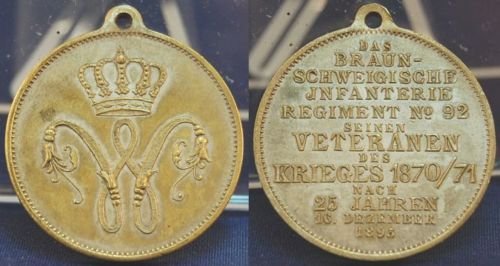 W
DAS
BRAUN-
SCHWEIGISCHE
JNFANTERIE
REGIMENT No 92
SEINEN
VETERANEN
DES
KRIEGES 1870/71
NACH
25 JAHREN
16. DEZEMBER
1895